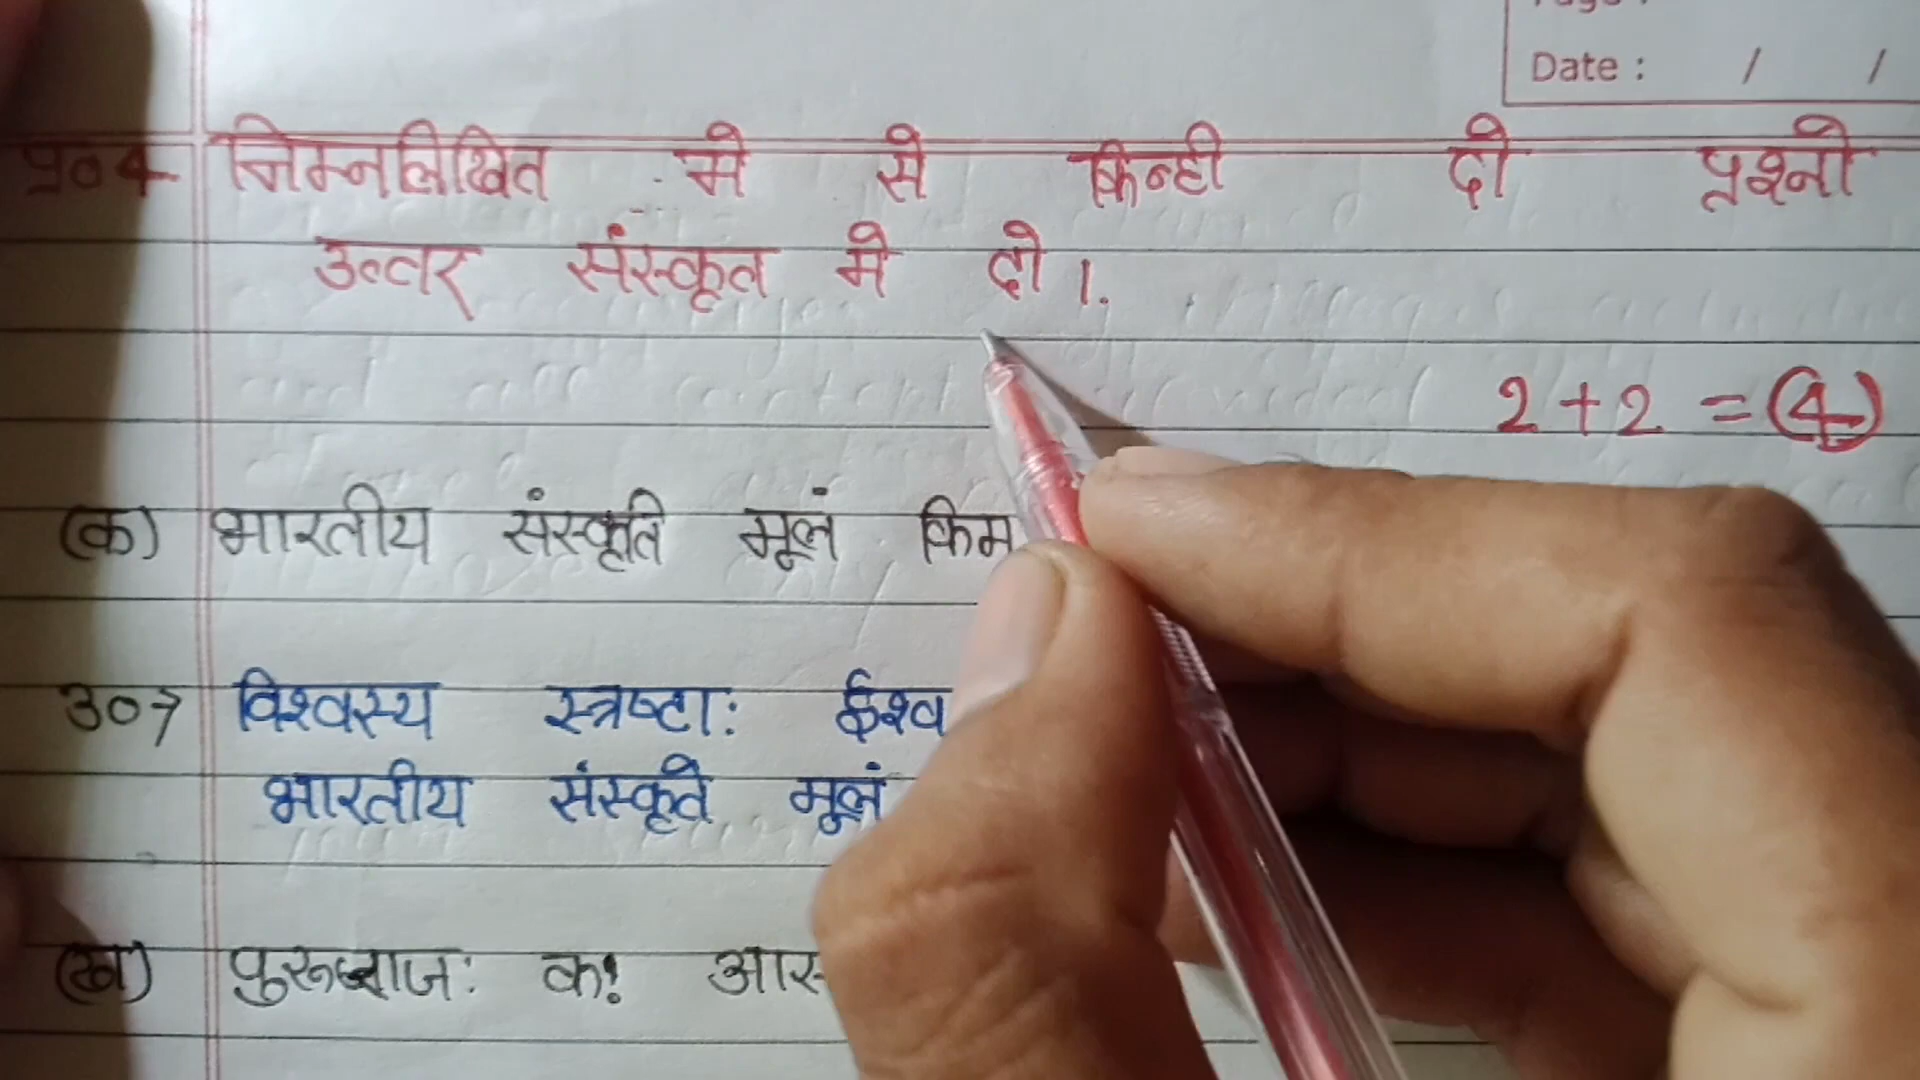 Date : / /
प्र०4- निम्नलिखित मे से किन्ही दो प्रश्नो
उत्तर संस्कृत मे दो।.
2+2 = (4)
(क) भारतीय संस्कृति मूलं किम
उ०→ विश्वस्य स्त्रष्टाः ईश्व
भारतीय संस्कृते मूलं
(ख) पुरूराजः कः आस